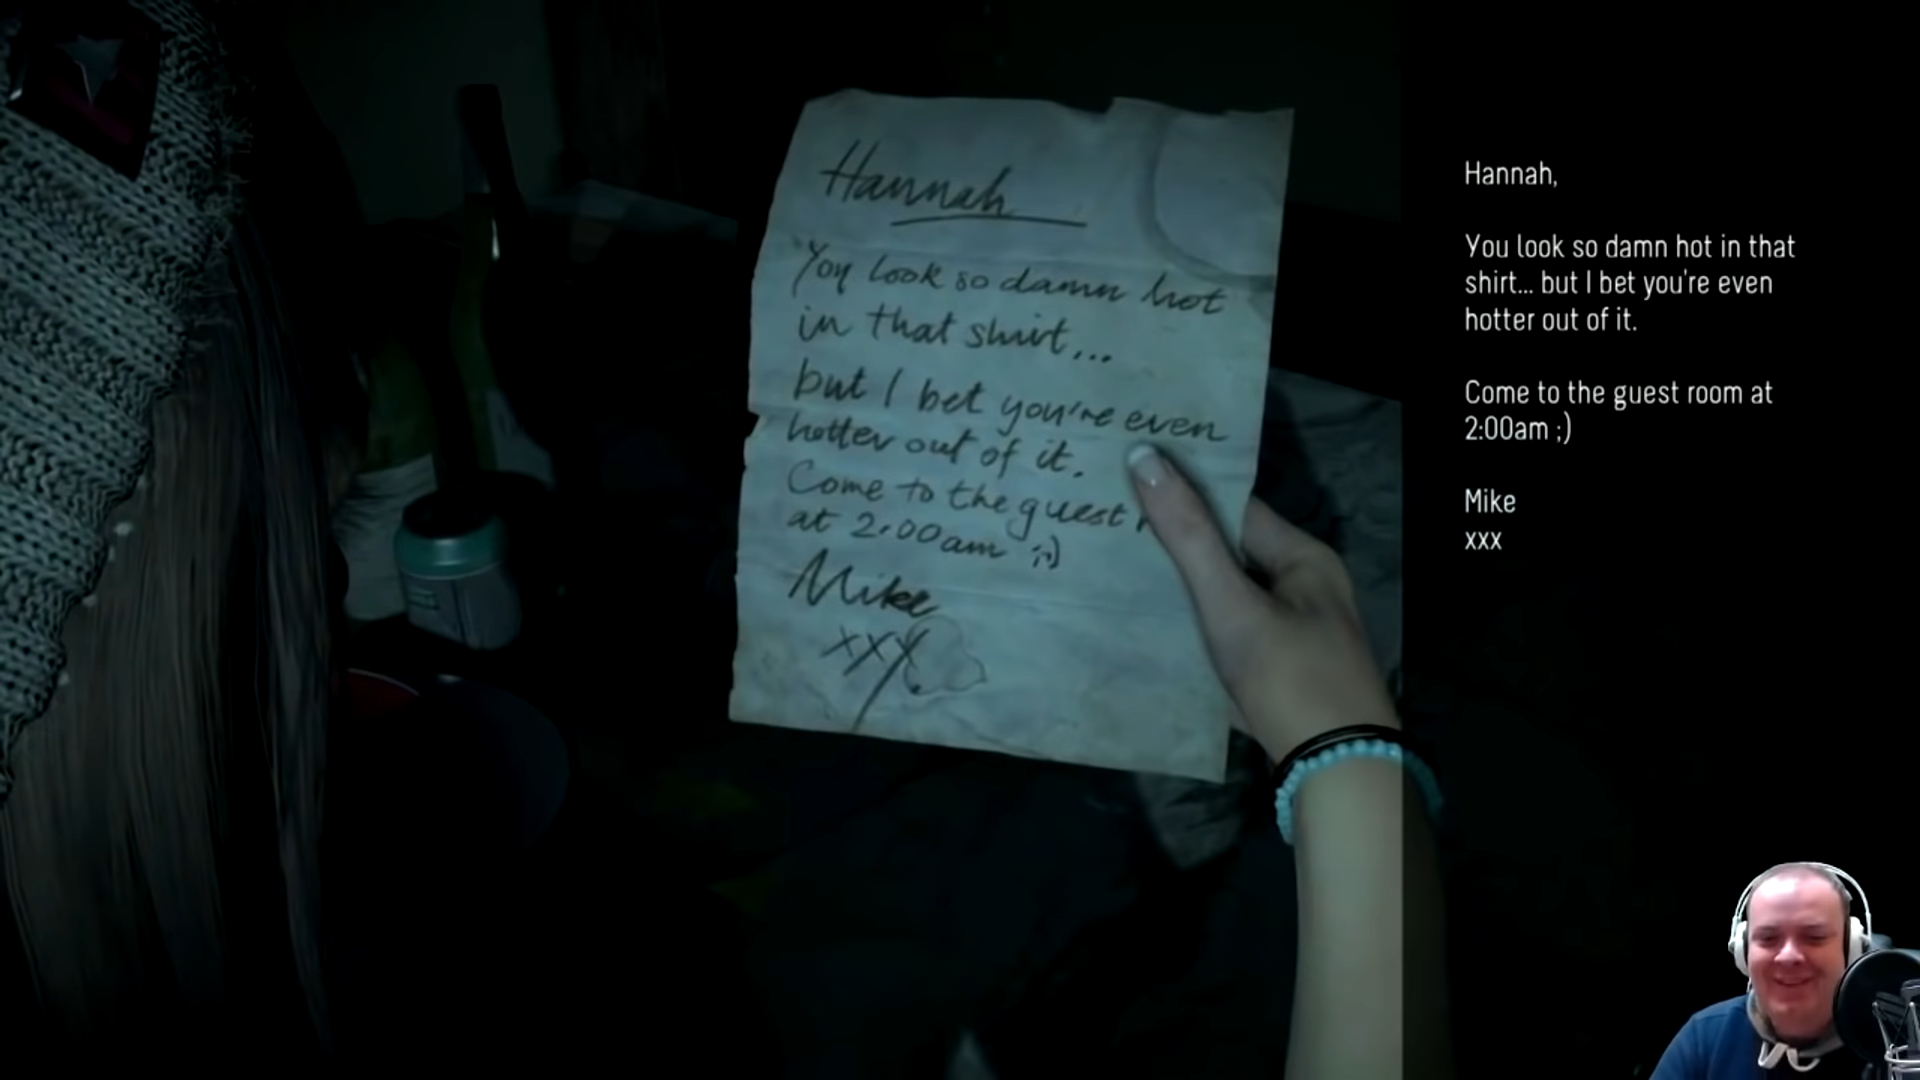 Hannah
You look so damn hot
in that shirt...
but I bet you're even
hotter out of it.
Come to the guest
at 2:00am ;)
Mike
xxx
Hannah,
You look so damn hot in that
shirt... but I bet you're even
hotter out of it.
Come to the guest room at
2:00am ;)
Mike
xxx